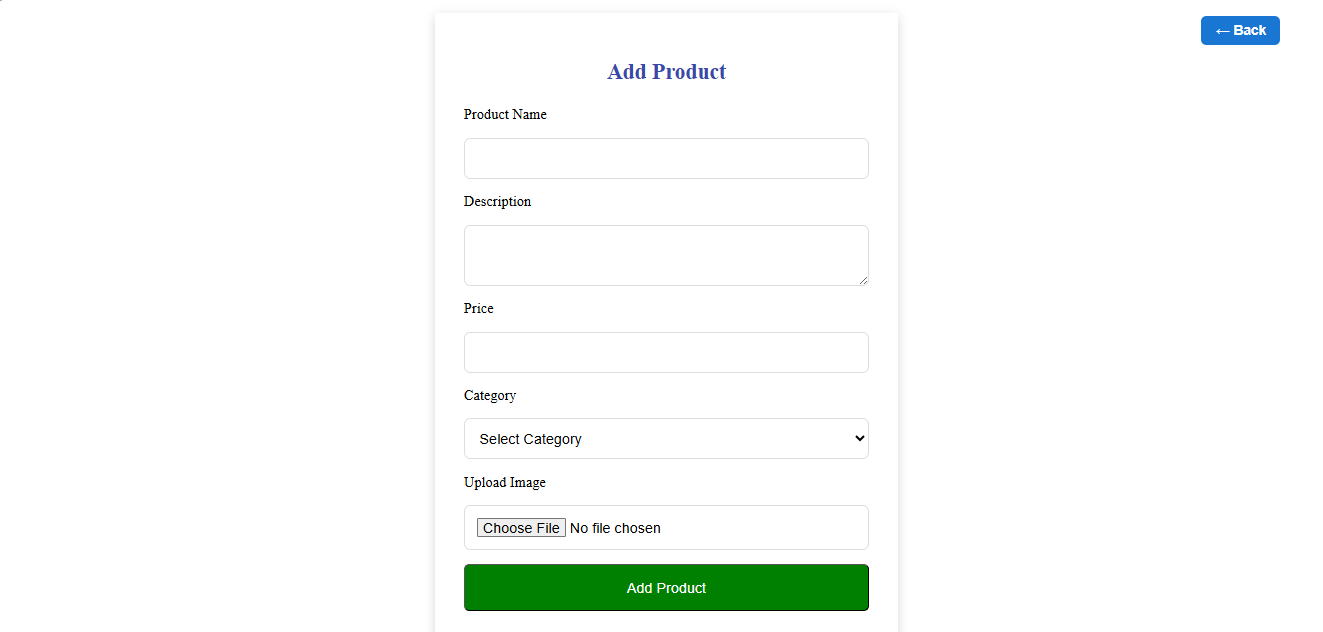 ← Back
Add Product
Product Name
Description
Price
Category
Select Category
Upload Image
Choose File No file chosen
Add Product